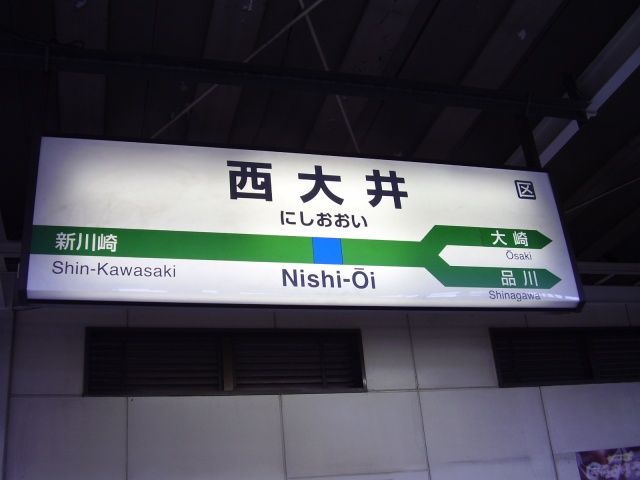 西大井
区
にしおおい
新川崎
Shin-Kawasaki
Nishi-Ōi
大崎
Ōsaki
品川
Shinagawa